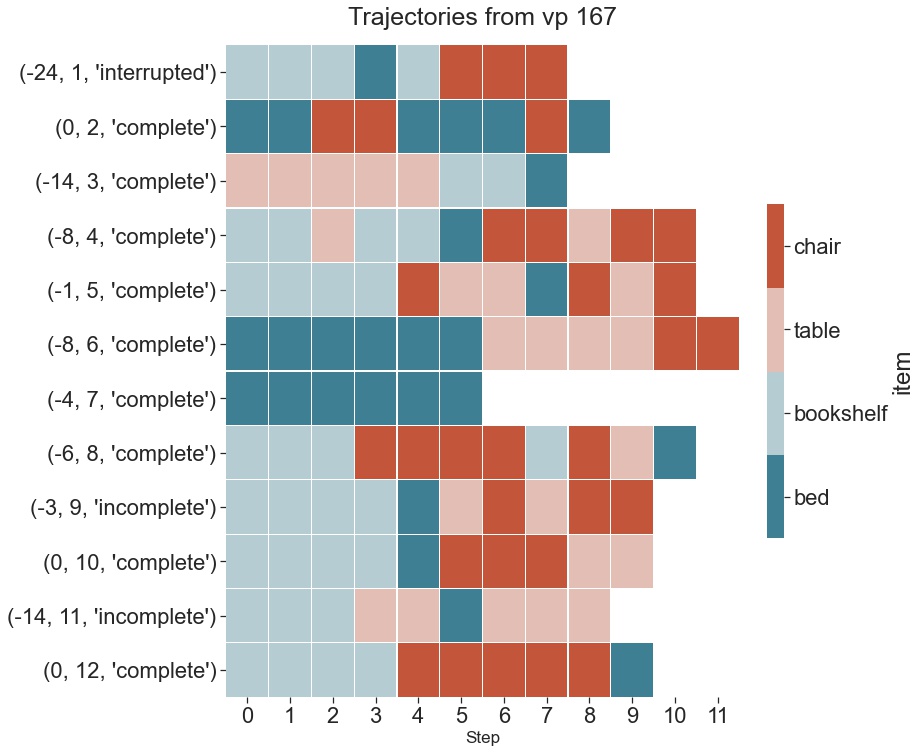 Trajectories from vp 167
(-24, 1, 'interrupted')
(0, 2, 'complete')
(-14, 3, 'complete')
(-8, 4, 'complete')
(-1, 5, 'complete')
(-8, 6, 'complete')
(-4, 7, 'complete')
(-6, 8, 'complete')
(-3, 9, 'incomplete')
(0, 10, 'complete')
(-14, 11, 'incomplete')
(0, 12, 'complete')
0 1 2 3 4 5 6 7 8 9 10 11
Step
chair
table
bookshelf
bed
item